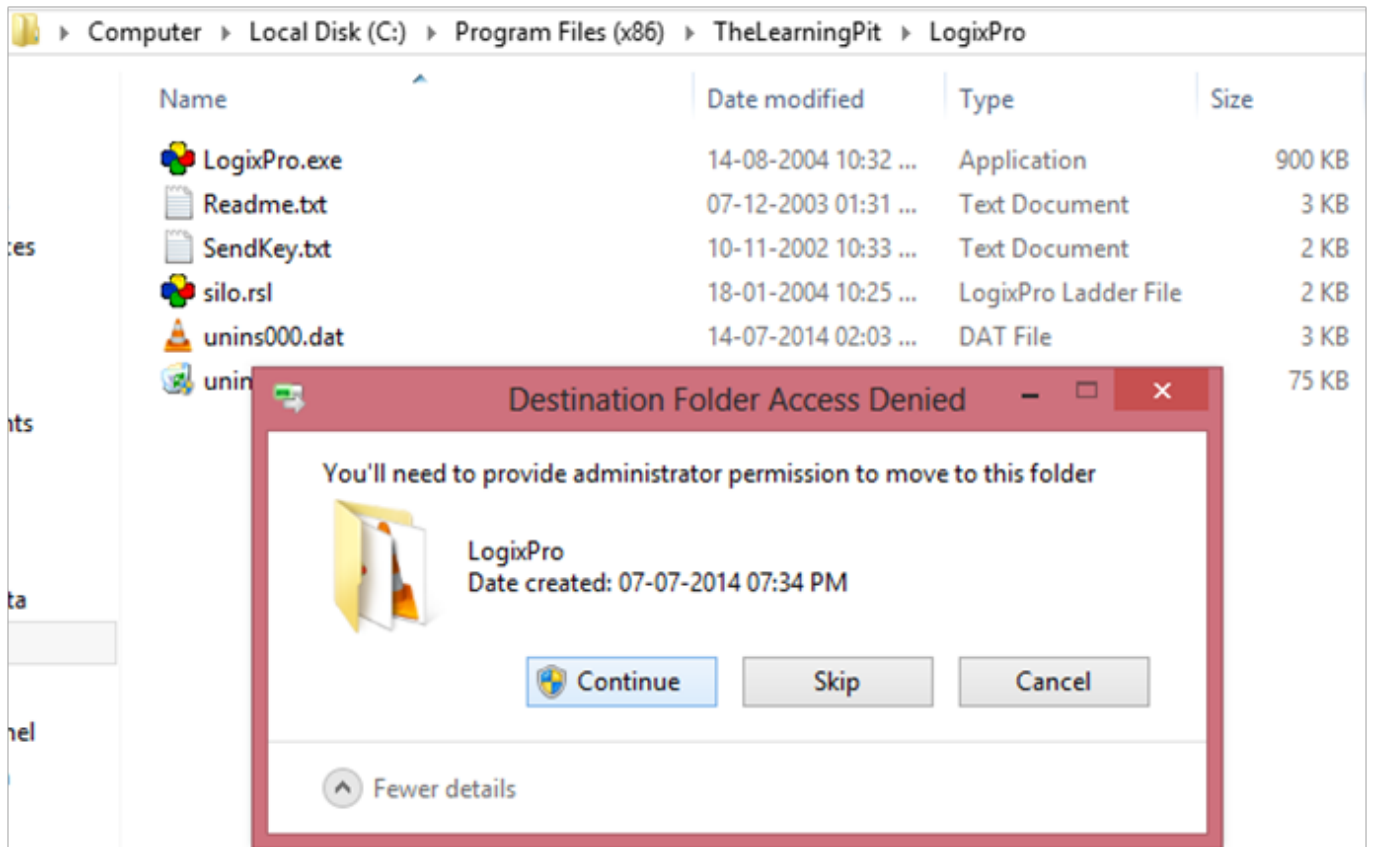 Computer Local Disk (C:) Program Files (x86) TheLearningPit LogixPro
Name Date modified Type Size
LogixPro.exe 14-08-2004 10:32 ... Application 900 KB
Readme.txt 07-12-2003 01:31 ... Text Document 3 KB
SendKey.txt 10-11-2002 10:33 ... Text Document 2 KB
silo.rsl 18-01-2004 10:25 ... LogixPro Ladder File 2 KB
unins000.dat 14-07-2014 02:03 ... DAT File 3 KB
unin 75 KB
Destination Folder Access Denied
You'll need to provide administrator permission to move to this folder
LogixPro
Date created: 07-07-2014 07:34 PM
Continue Skip Cancel
Fewer details